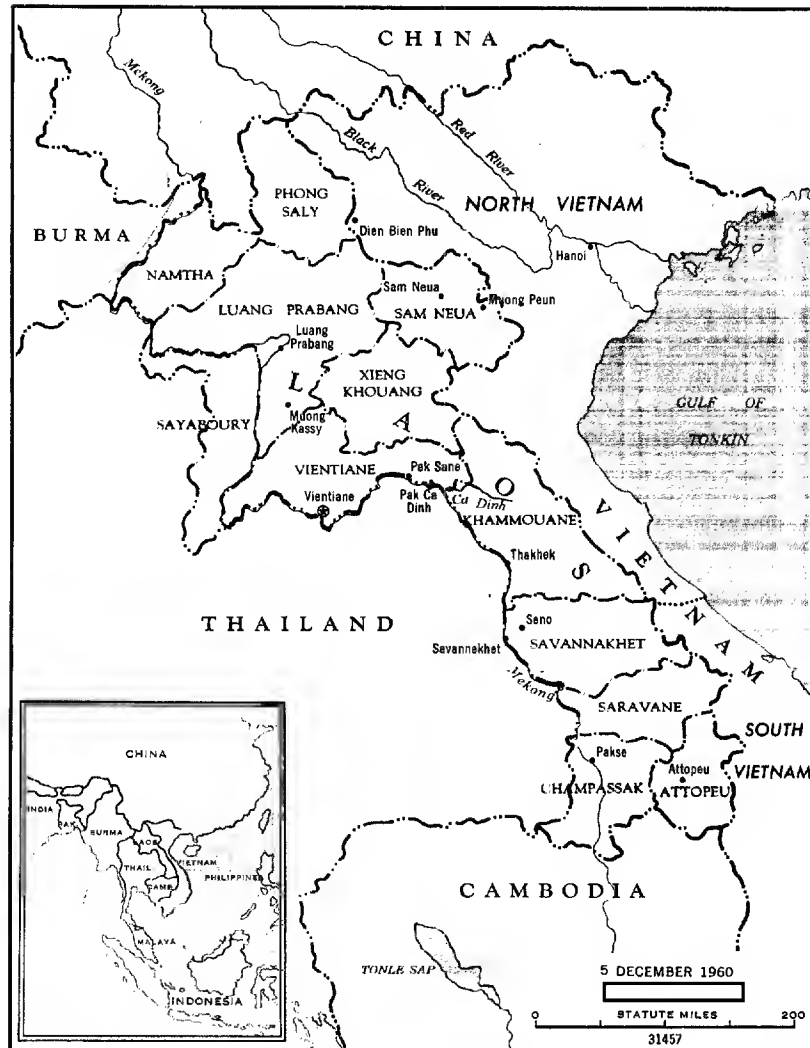 CHINA
Mekong
Black
River
Red
River
PHONG
SALY
NORTH VIETNAM
BURMA
Dien Bien Phu
Hanoi
NAMTHA
LUANG PRABANG
Sam Neua
SAM NEUA
Muong Peun
Luang
Prabang
XIENG
KHOUANG
LAOS
GULF OF
TONKIN
SAYABOURY
Muong
Kassy
VIENTIANE
Pak Sane
Vientiane
Pak Ca
Dinh
Ca Dinh
KHAMMOUANE
VIETNAM
Thakhek
THAILAND
Seno
SAVANNAKHET
Savannakhet
Mekong
SARAVANE
SOUTH
VIETNAM
Pakse
Attopeu
CHAMPASSAK
ATTOPEU
CAMBODIA
TONLE SAP
5 DECEMBER 1960
STATUTE MILES
0 200
31457
CHINA
INDIA
PAK
BURMA
LAOS
THAIL
VIETNAM
CAMB
PHILIPPINES
MALAYA
INDONESIA